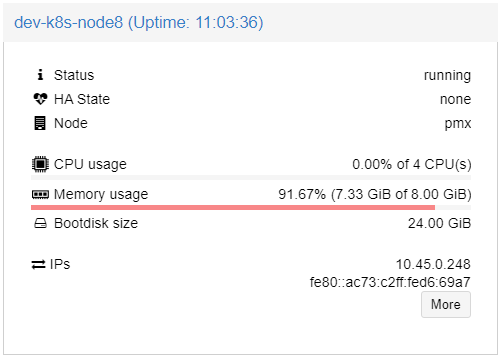 dev-k8s-node8 (Uptime: 11:03:36)
Status running
HA State none
Node pmx
CPU usage 0.00% of 4 CPU(s)
Memory usage 91.67% (7.33 GiB of 8.00 GiB)
Bootdisk size 24.00 GiB
IPs 10.45.0.248
fe80::ac73:c2ff:fed6:69a7
More